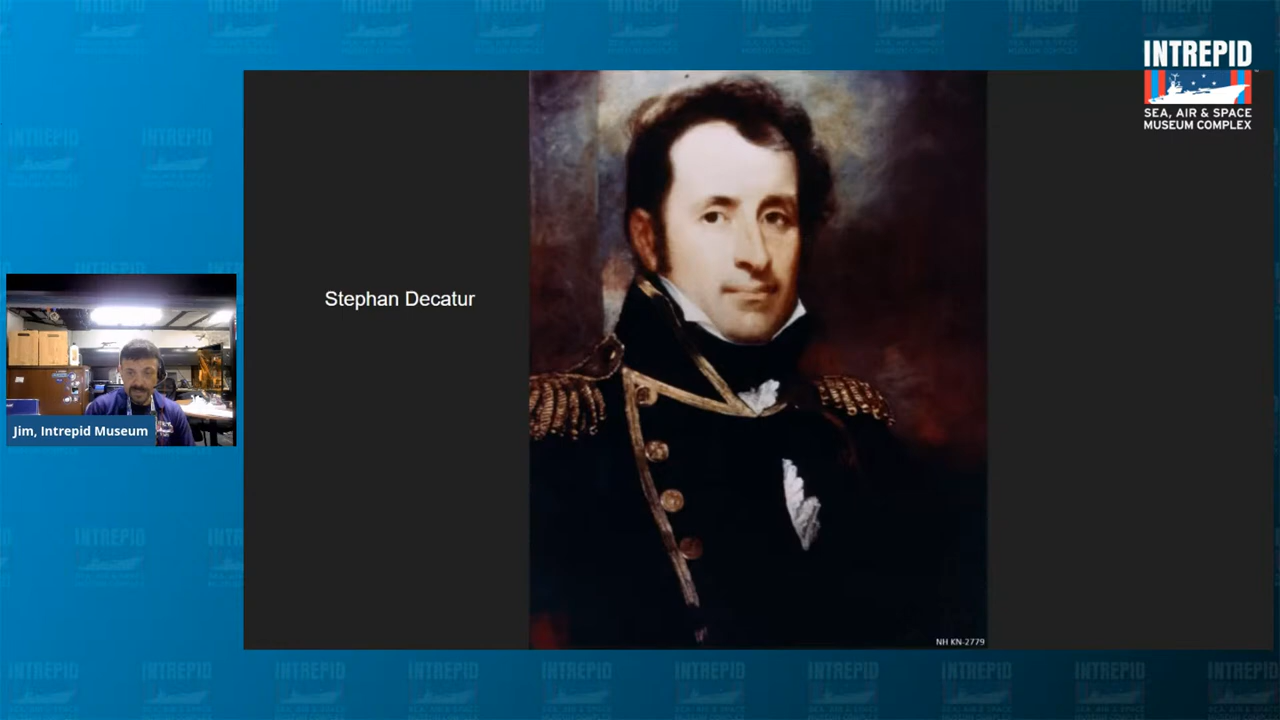 INTREPID
SEA, AIR & SPACE
MUSEUM COMPLEX
Stephan Decatur
Jim, Intrepid Museum
NH KN-2779